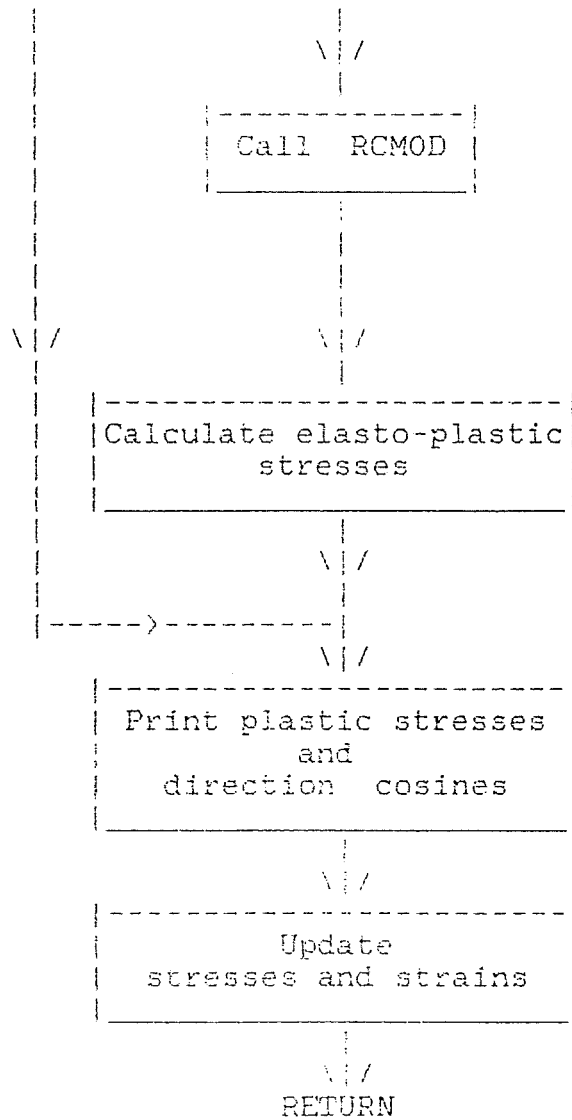 Call RCMOD
Calculate elasto-plastic
stresses
Print plastic stresses
and
direction cosines
Update
stresses and strains
RETURN